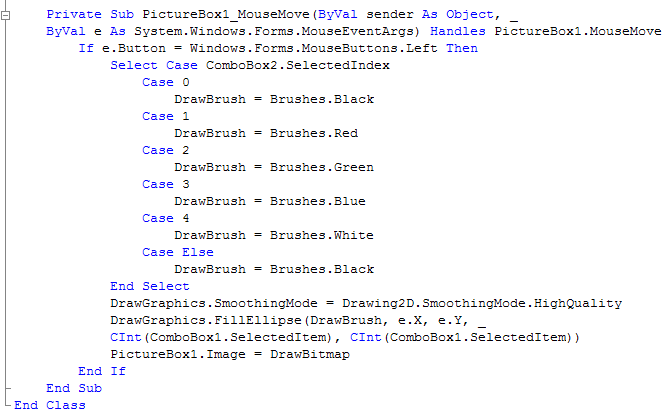 Private Sub PictureBox1_MouseMove(ByVal sender As Object, _
ByVal e As System.Windows.Forms.MouseEventArgs) Handles PictureBox1.MouseMove
If e.Button = Windows.Forms.MouseButtons.Left Then
Select Case ComboBox2.SelectedIndex
Case 0
DrawBrush = Brushes.Black
Case 1
DrawBrush = Brushes.Red
Case 2
DrawBrush = Brushes.Green
Case 3
DrawBrush = Brushes.Blue
Case 4
DrawBrush = Brushes.White
Case Else
DrawBrush = Brushes.Black
End Select
DrawGraphics.SmoothingMode = Drawing2D.SmoothingMode.HighQuality
DrawGraphics.FillEllipse(DrawBrush, e.X, e.Y, _
CInt(ComboBox1.SelectedItem), CInt(ComboBox1.SelectedItem))
PictureBox1.Image = DrawBitmap
End If
End Sub
End Class